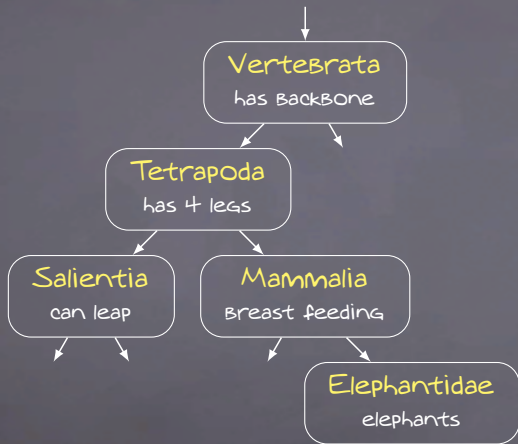 Vertebrata
has backbone
Tetrapoda
has 4 legs
Salientia
can leap
Mammalia
breast feeding
Elephantidae
elephants